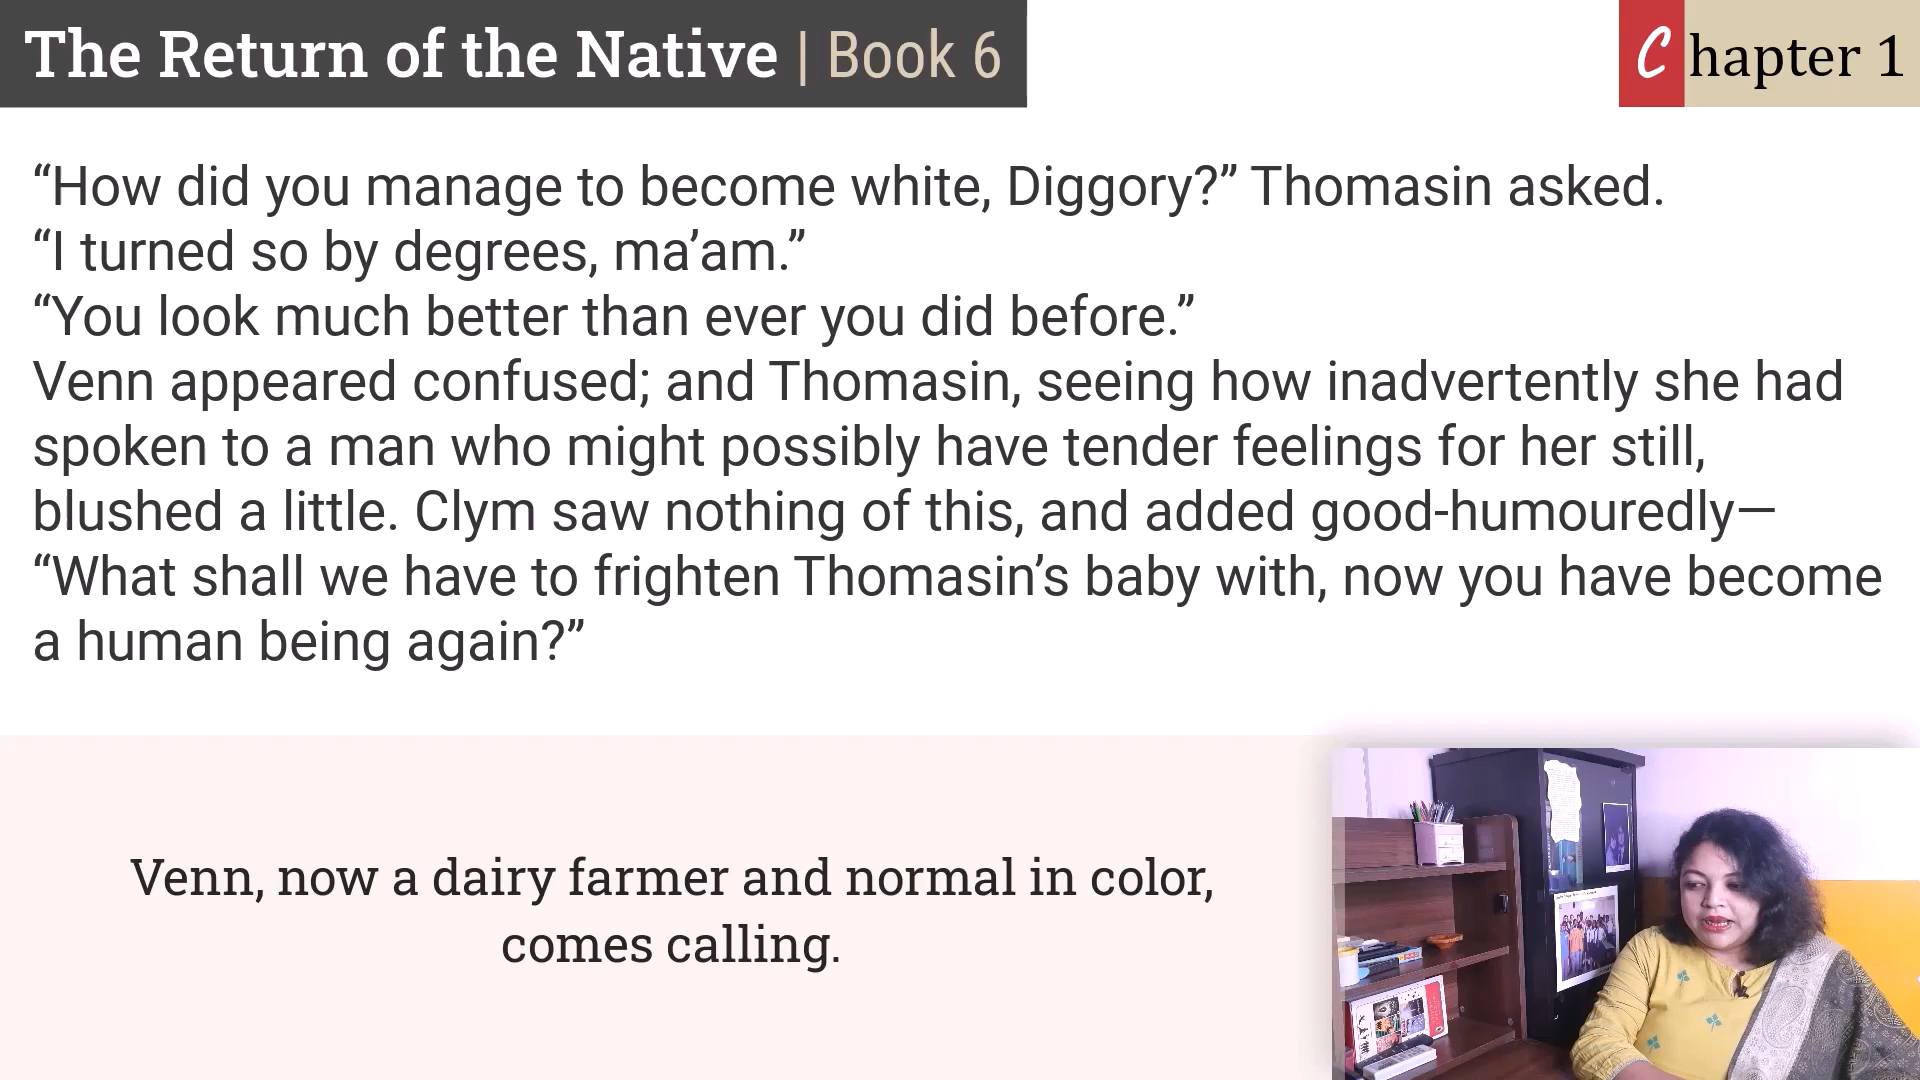 The Return of the Native | Book 6
Chapter 1
“How did you manage to become white, Diggory?” Thomasin asked.
“I turned so by degrees, ma’am.”
“You look much better than ever you did before.”
Venn appeared confused; and Thomasin, seeing how inadvertently she had
spoken to a man who might possibly have tender feelings for her still,
blushed a little. Clym saw nothing of this, and added good-humouredly—
“What shall we have to frighten Thomasin’s baby with, now you have become
a human being again?”
Venn, now a dairy farmer and normal in color,
comes calling.